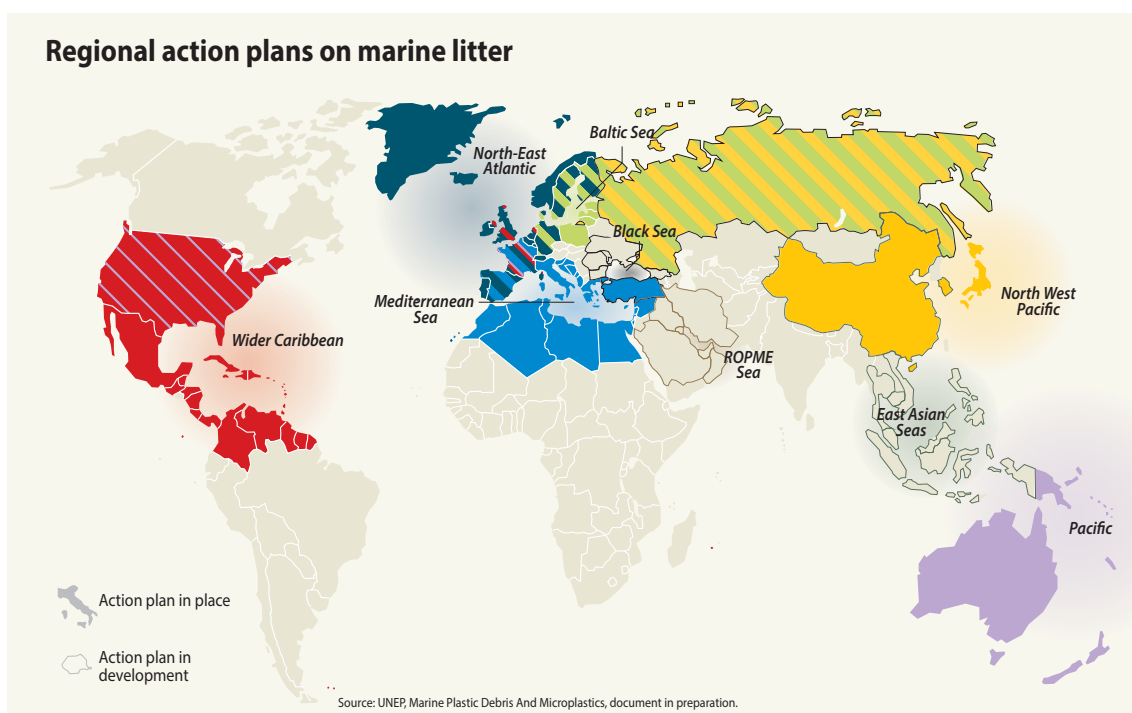 Regional action plans on marine litter
Baltic Sea
North-East
Atlantic
Black Sea
Mediterranean
Sea
North West
Pacific
Wider Caribbean
ROPME
Sea
East Asian
Seas
Pacific
Action plan in place
Action plan in
development
Source: UNEP, Marine Plastic Debris And Microplastics, document in preparation.